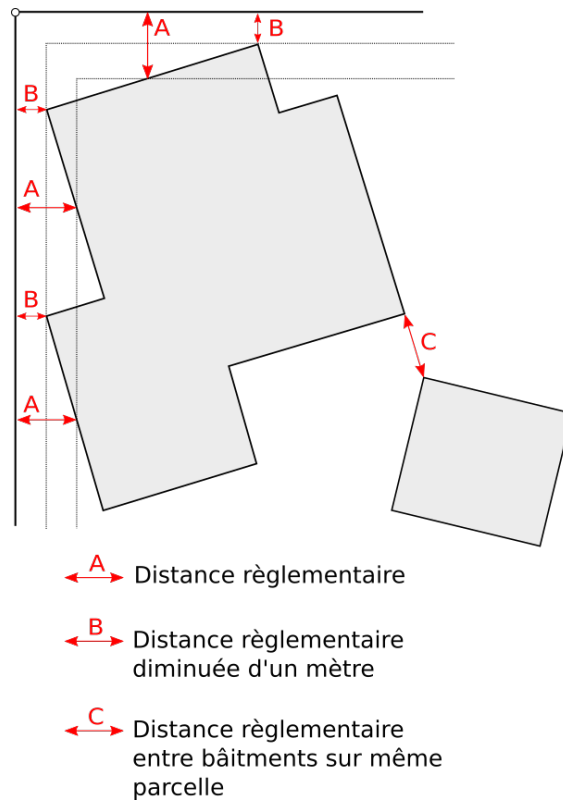 A
B
B
A
B
C
A
A
Distance règlementaire
B
Distance règlementaire
diminuée d'un mètre
C
Distance règlementaire
entre bâitments sur même
parcelle